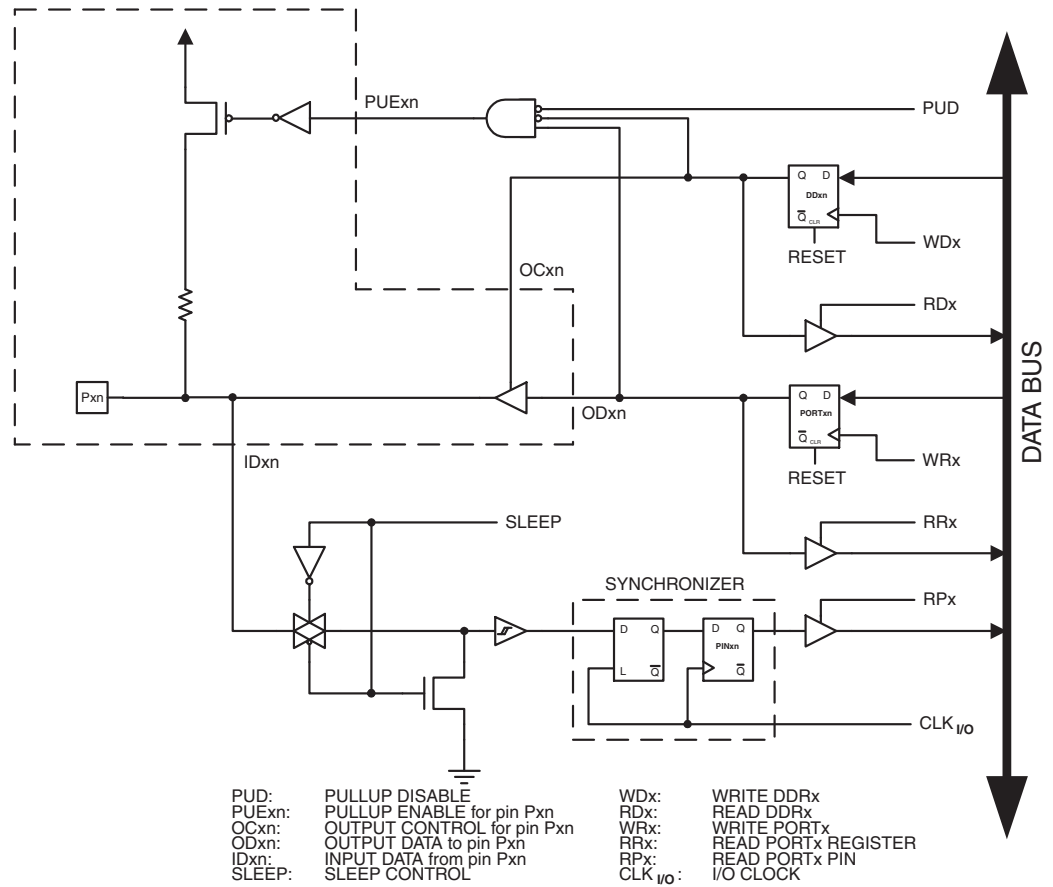 PUExn
PUD
Q D
DDxn
Q CLR
WDx
RESET
OCxn
RDx
Pxn
ODxn
Q D
PORTxn
Q CLR
IDxn
WRx
RESET
SLEEP
RRx
SYNCHRONIZER
RPx
D Q
L Q
D Q
PINxn
Q
CLK I/O
DATA BUS
PUD: PULLUP DISABLE
PUExn: PULLUP ENABLE for pin Pxn
OCxn: OUTPUT CONTROL for pin Pxn
ODxn: OUTPUT DATA to pin Pxn
IDxn: INPUT DATA from pin Pxn
SLEEP: SLEEP CONTROL
WDx: WRITE DDRx
RDx: READ DDRx
WRx: WRITE PORTx
RRx: READ PORTx REGISTER
RPx: READ PORTx PIN
CLK I/O: I/O CLOCK